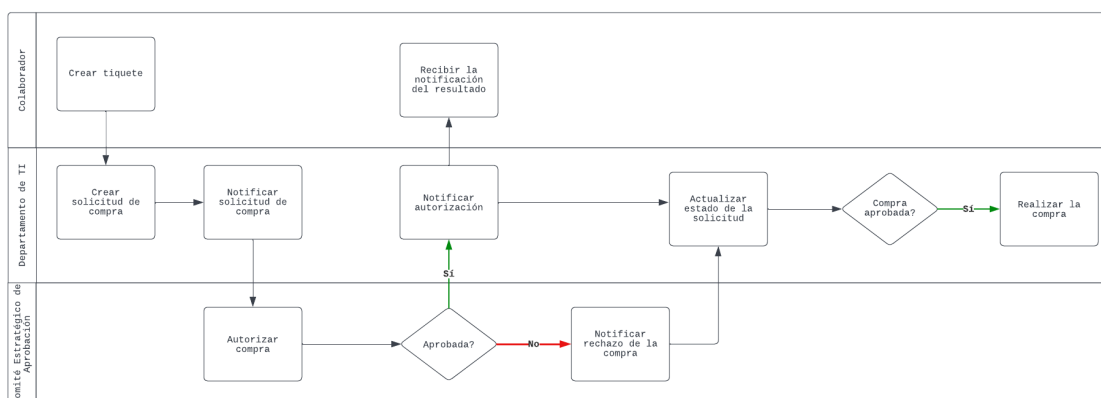 Colaborador
Crear tiquete
Recibir la
notificación
del resultado
Departamento de TI
Crear
solicitud de
compra
Notificar
solicitud de
compra
Notificar
autorización
Actualizar
estado de la
solicitud
Compra
aprobada?
Sí
Realizar la
compra
Sí
omité Estratégico de
Aprobación
Autorizar
compra
Aprobada?
No
Notificar
rechazo de la
compra